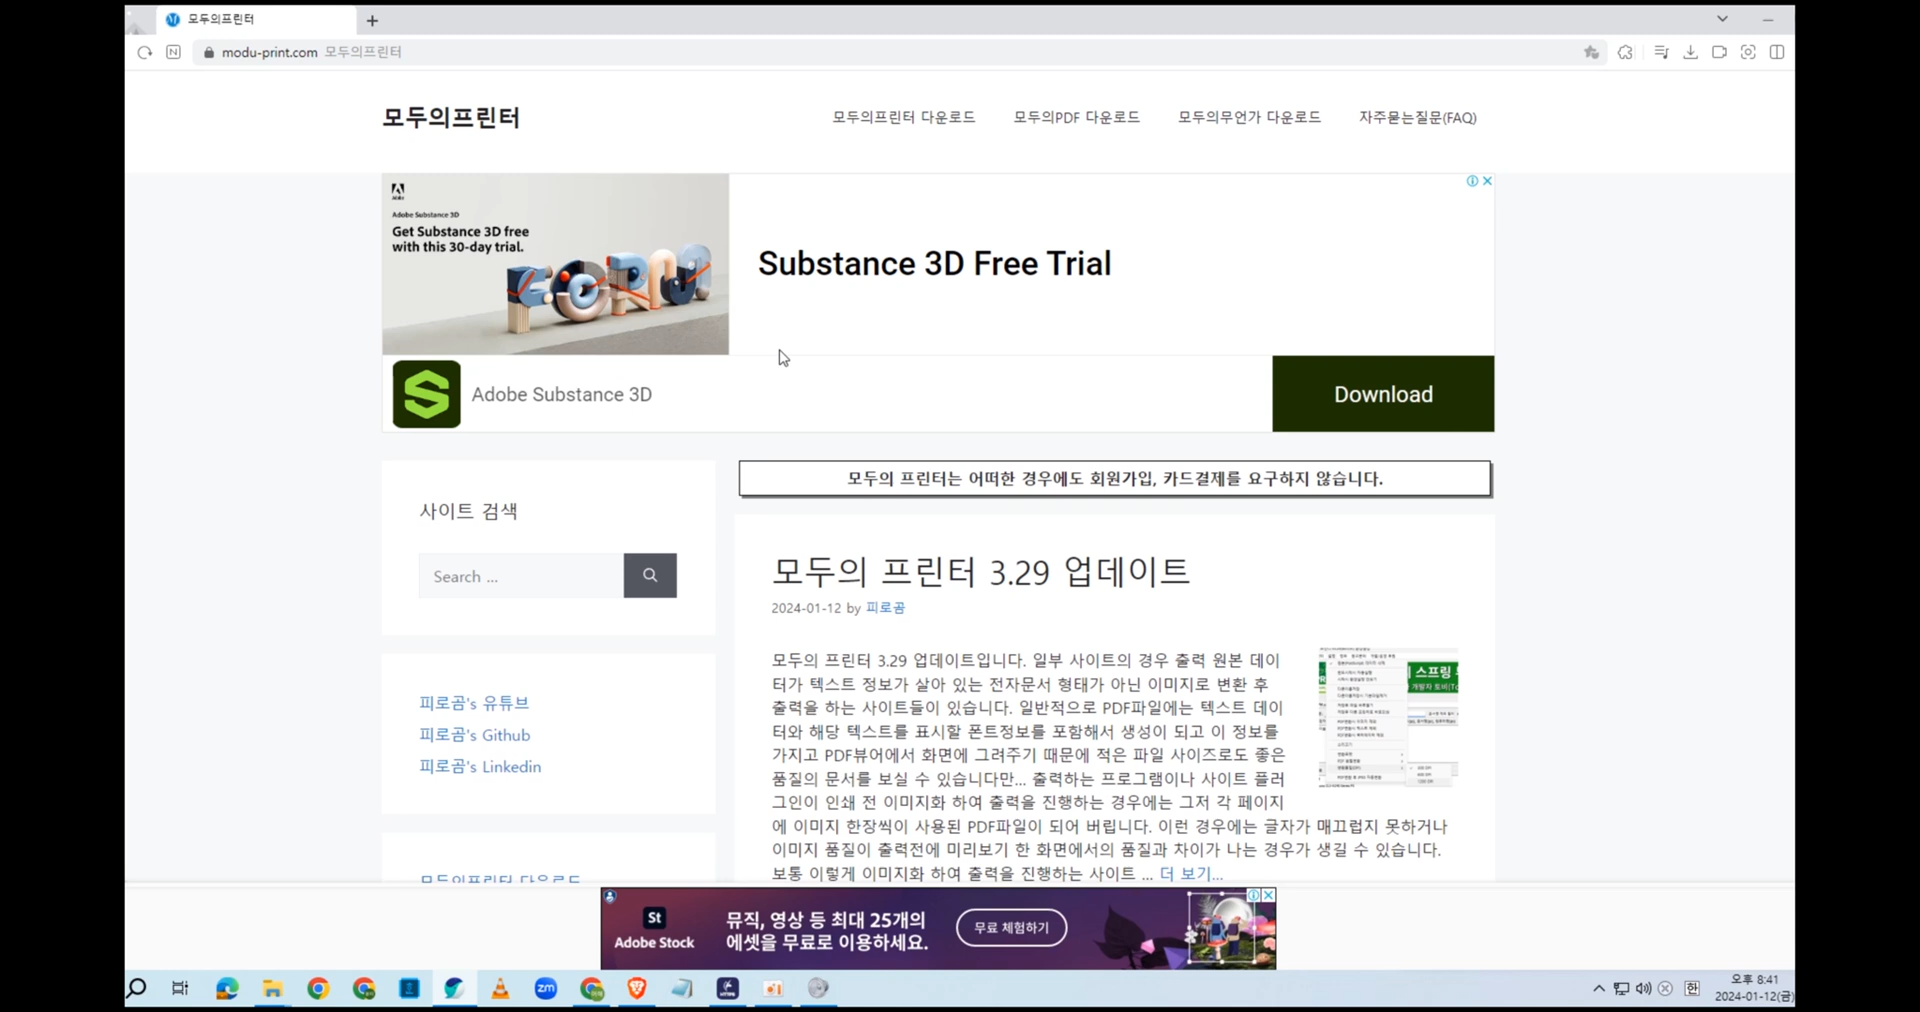 모두의프린터
modu-print.com 모두의프린터
모두의프린터
모두의프린터 다운로드 모두의PDF 다운로드 모두의무언가 다운로드 자주묻는질문(FAQ)
Adobe Substance 3D
Get Substance 3D free
with this 30-day trial.
Substance 3D Free Trial
Adobe Substance 3D
Download
사이트 검색
Search ...
피로곰's 유튜브
피로곰's Github
피로곰's Linkedin
모두의프린터 다운로드
모두의 프린터는 어떠한 경우에도 회원가입, 카드결제를 요구하지 않습니다.
모두의 프린터 3.29 업데이트
2024-01-12 by 피로곰
모두의 프린터 3.29 업데이트입니다. 일부 사이트의 경우 출력 원본 데이
터가 텍스트 정보가 살아 있는 전자문서 형태가 아닌 이미지로 변환 후
출력을 하는 사이트들이 있습니다. 일반적으로 PDF파일에는 텍스트 데이
터와 해당 텍스트를 표시할 폰트정보를 포함해서 생성이 되고 이 정보를
가지고 PDF뷰어에서 화면에 그려주기 때문에 적은 파일 사이즈로도 좋은
품질의 문서를 보실 수 있습니다만... 출력하는 프로그램이나 사이트 플러
그인이 인쇄 전 이미지화 하여 출력을 진행하는 경우에는 그저 각 페이지
에 이미지 한장씩이 사용된 PDF파일이 되어 버립니다. 이런 경우에는 글자가 매끄럽지 못하거나
이미지 품질이 출력전에 미리보기 한 화면에서의 품질과 차이가 나는 경우가 생길 수 있습니다.
보통 이렇게 이미지화 하여 출력을 진행하는 사이트 ... 더 보기...
St
Adobe Stock
뮤직, 영상 등 최대 25개의
에셋을 무료로 이용하세요.
무료 체험하기
zm
한
오후 8:41
2024-01-12(금)